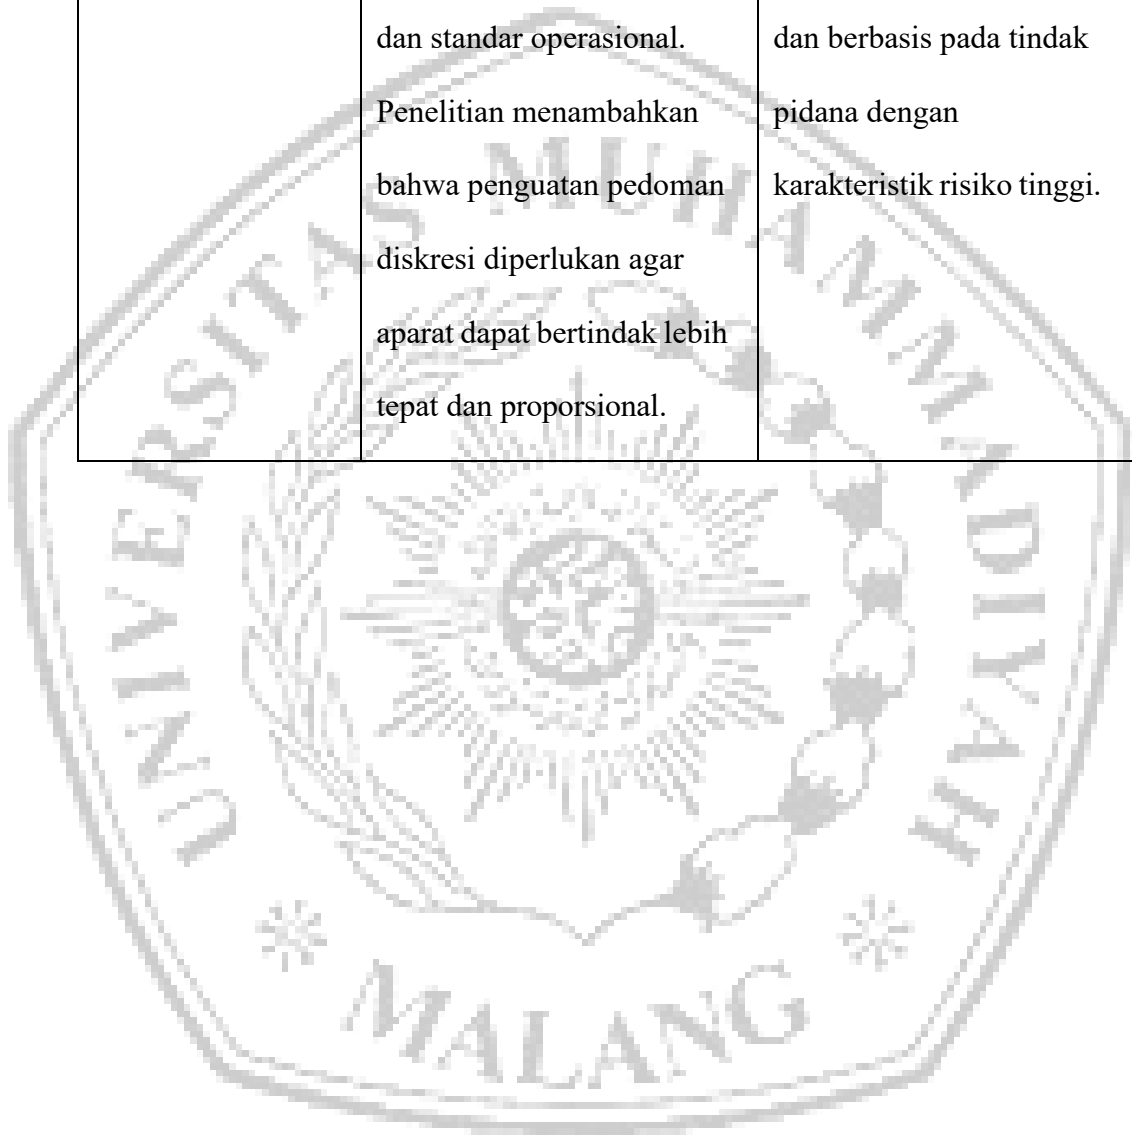 dan standar operasional.
Penelitian menambahkan
bahwa penguatan pedoman
diskresi diperlukan agar
aparat dapat bertindak lebih
tepat dan proporsional.
dan berbasis pada tindak
pidana dengan
karakteristik risiko tinggi.
UNIVERSITAS MUHAMMADIYAH
MALANG